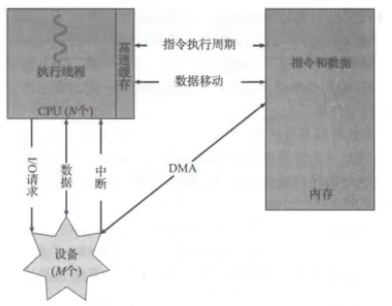 执行线程
高速缓存
CPU (N个)
指令执行周期
数据移动
指令和数据
内存
I/O请求
数据
中断
DMA
设备
(M个)